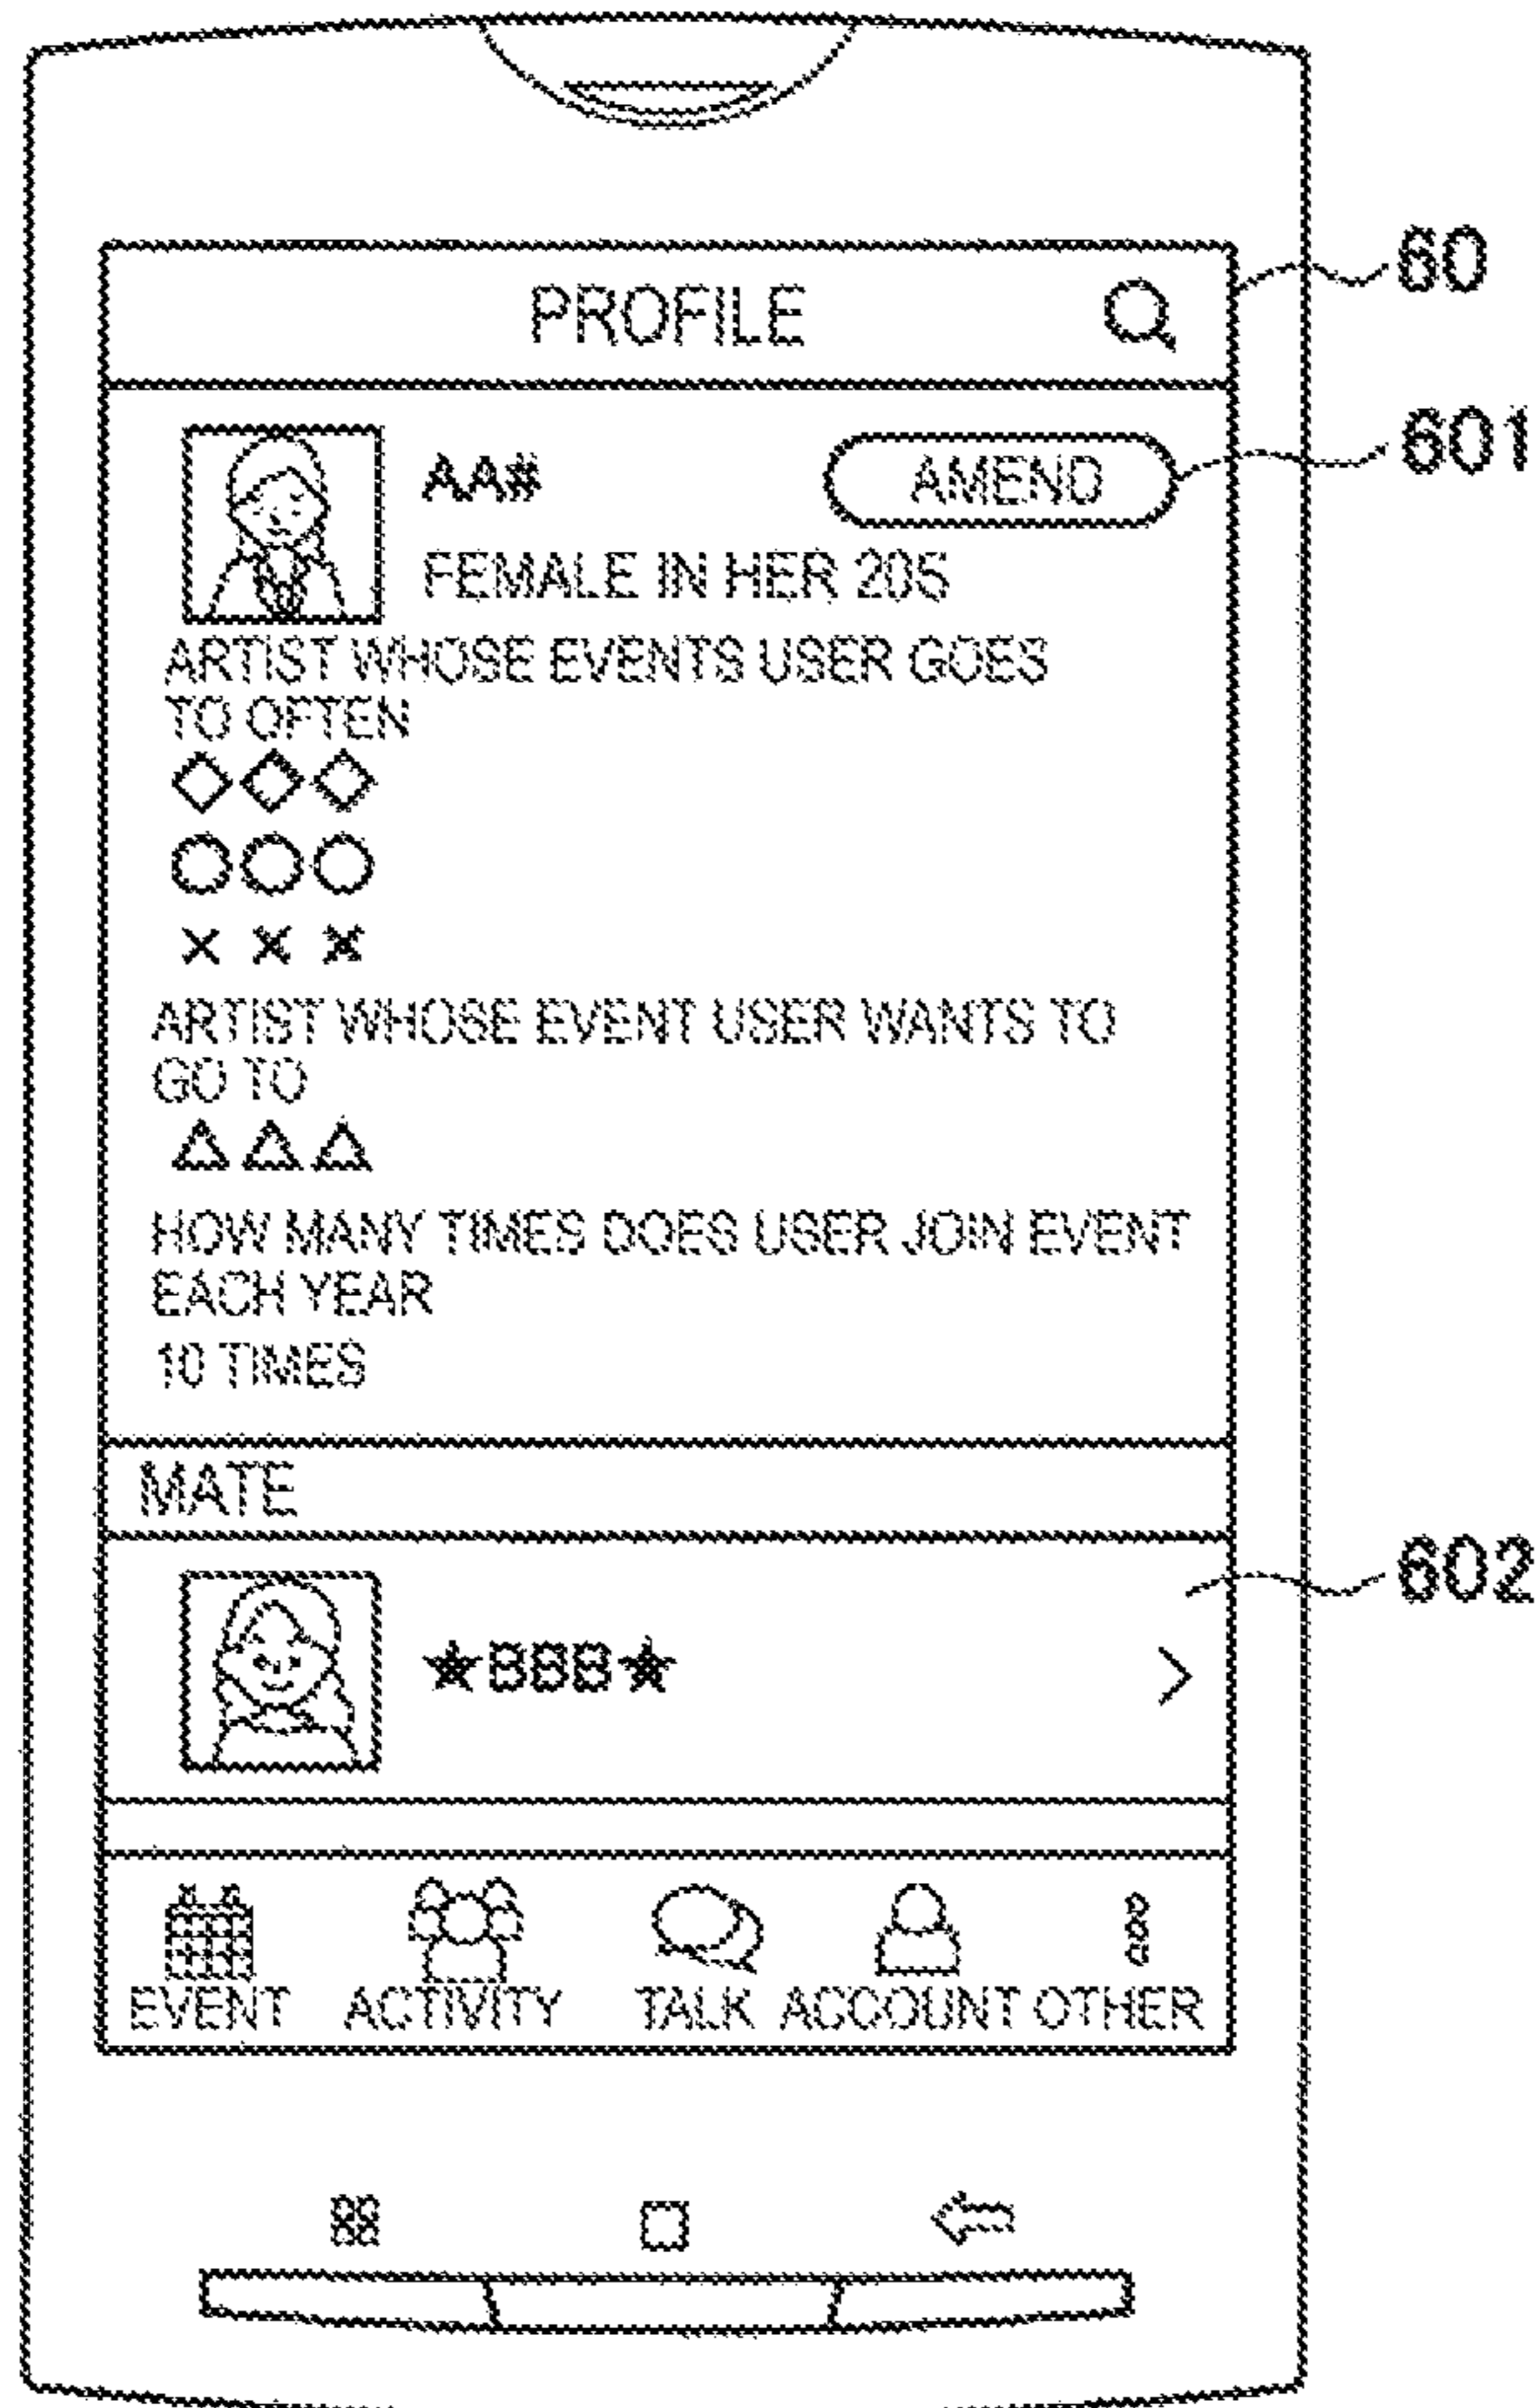 PROFILE
60
AA#
AMEND
601
FEMALE IN HER 20S
ARTIST WHOSE EVENTS USER GOES
TO OFTEN
◇◇◇
○○○
×××
ARTIST WHOSE EVENT USER WANTS TO
GO TO
△△△
HOW MANY TIMES DOES USER JOIN EVENT
EACH YEAR
10 TIMES
MATE
602
★BBB★
>
EVENT ACTIVITY TALK ACCOUNT OTHER